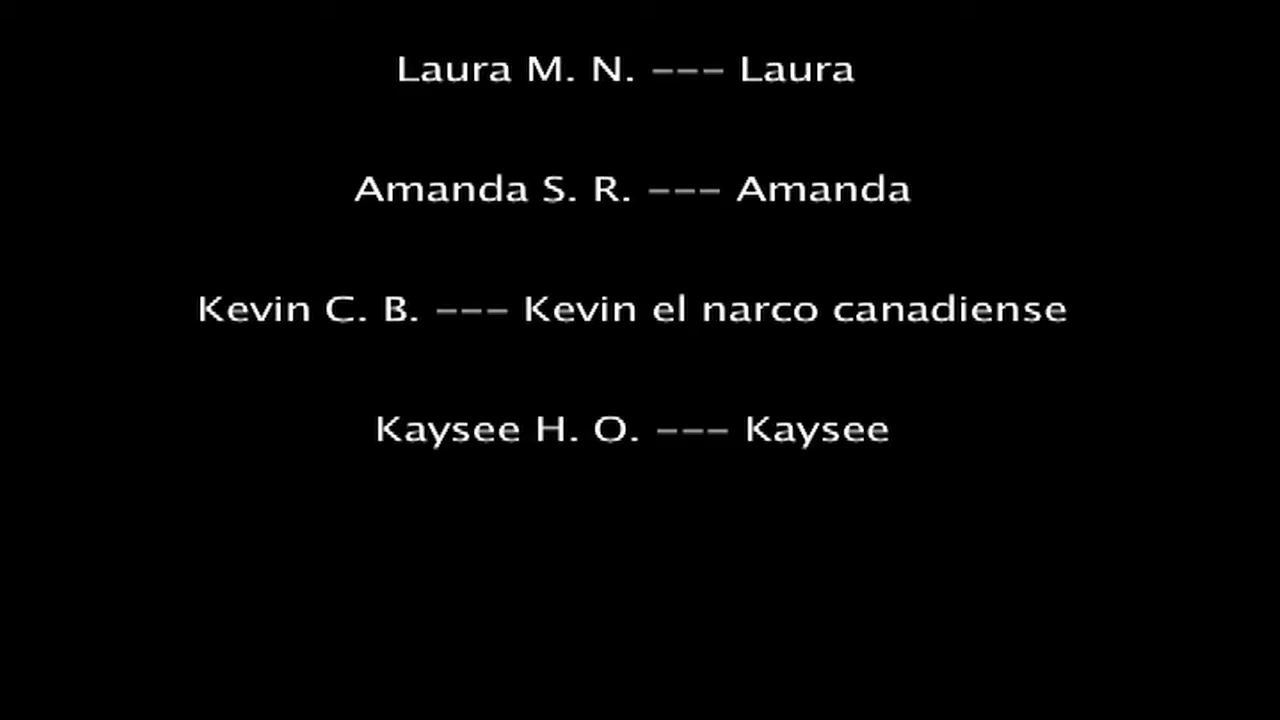 Laura M. N. --- Laura
Amanda S. R. --- Amanda
Kevin C. B. --- Kevin el narco canadiense
Kaysee H. O. --- Kaysee